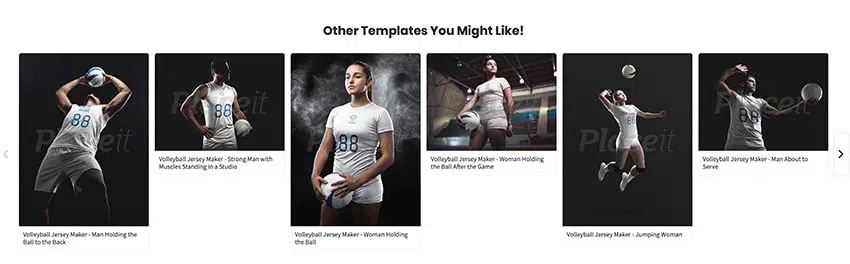 Other Templates You Might Like!
Placeit
88
Volleyball Jersey Maker - Man Holding the
Ball to the Back
Placeit
88
Volleyball Jersey Maker - Strong Man with
Muscles Standing in a Studio
88
Volleyball Jersey Maker - Woman Holding
the Ball
Volleyball Jersey Maker - Woman Holding
the Ball After the Game
Placeit
88
Volleyball Jersey Maker - Jumping Woman
Placeit
88
Volleyball Jersey Maker - Man About to
Serve